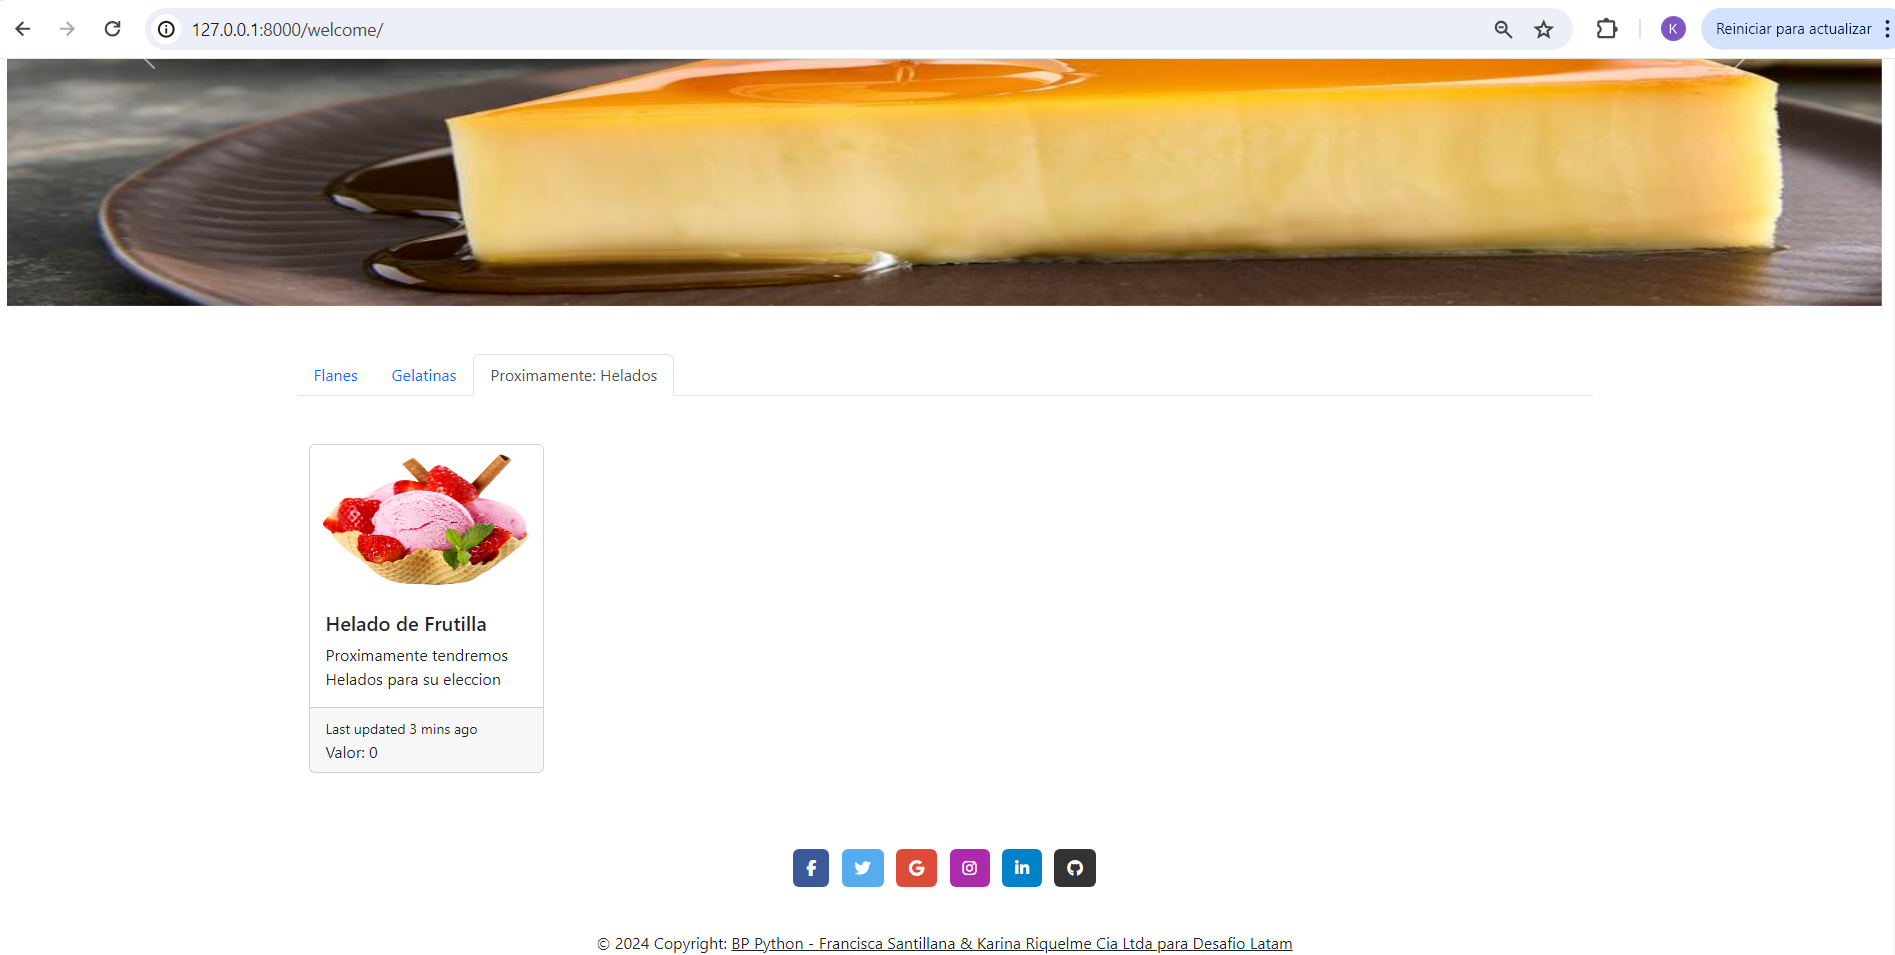 127.0.0.1:8000/welcome/
K
Reiniciar para actualizar
Flanes
Gelatinas
Proximamente: Helados
Helado de Frutilla
Proximamente tendremos
Helados para su eleccion
Last updated 3 mins ago
Valor: 0
© 2024 Copyright: BP Python - Francisca Santillana & Karina Riquelme Cia Ltda para Desafio Latam